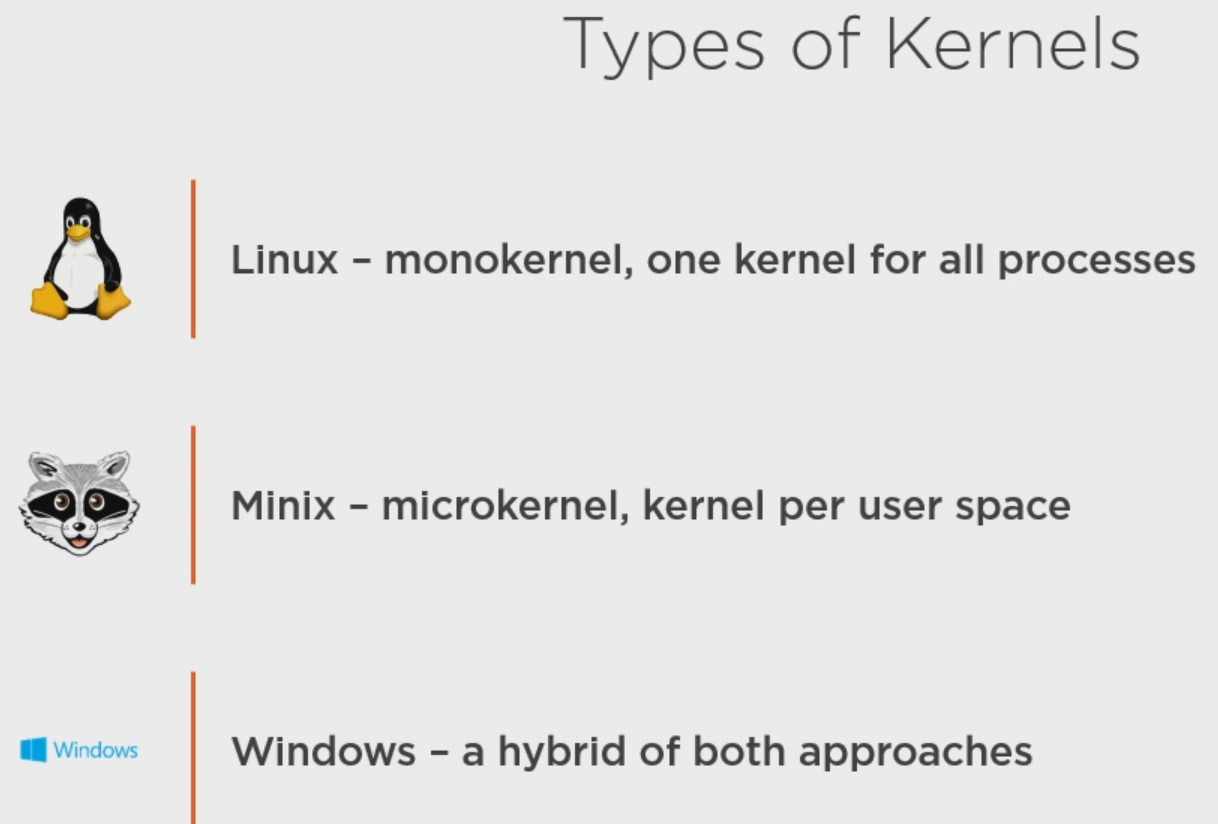 Types of Kernels
Linux – monokernel, one kernel for all processes
Minix – microkernel, kernel per user space
Windows
Windows – a hybrid of both approaches